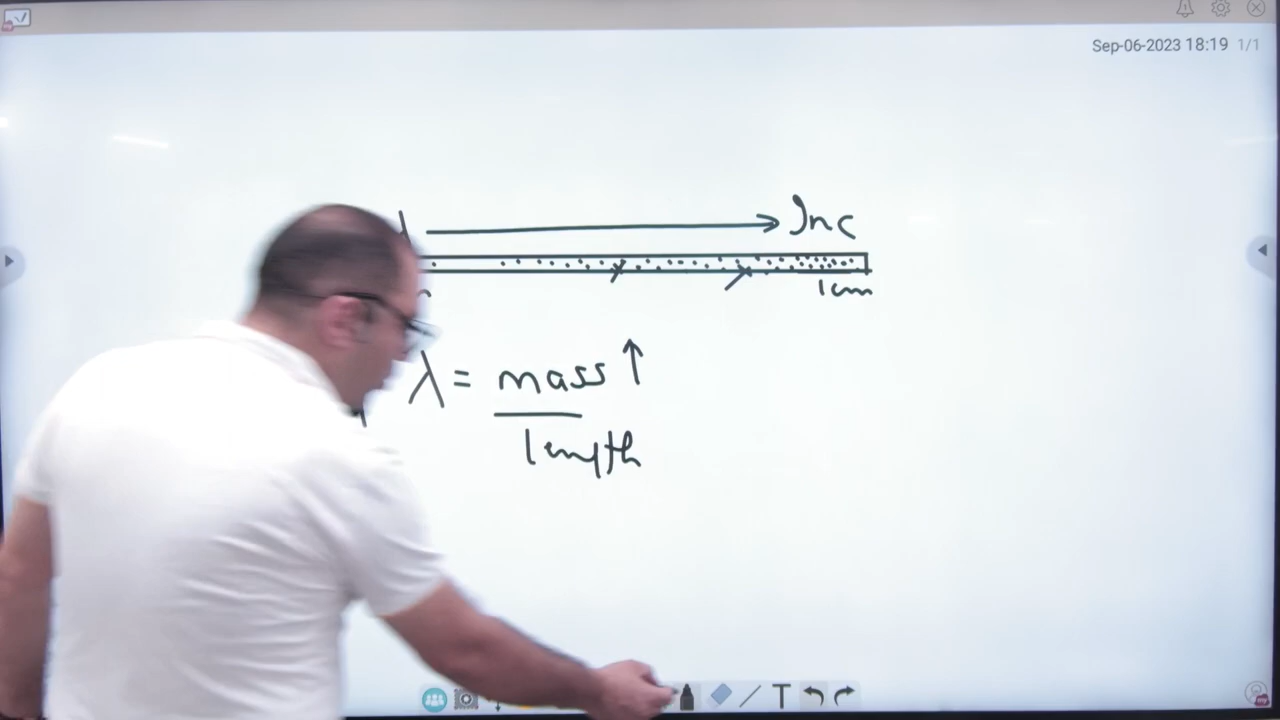 Sep-06-2023 18:19 1/1
λ → Inc
1cm
λ = mass ↑
length
T